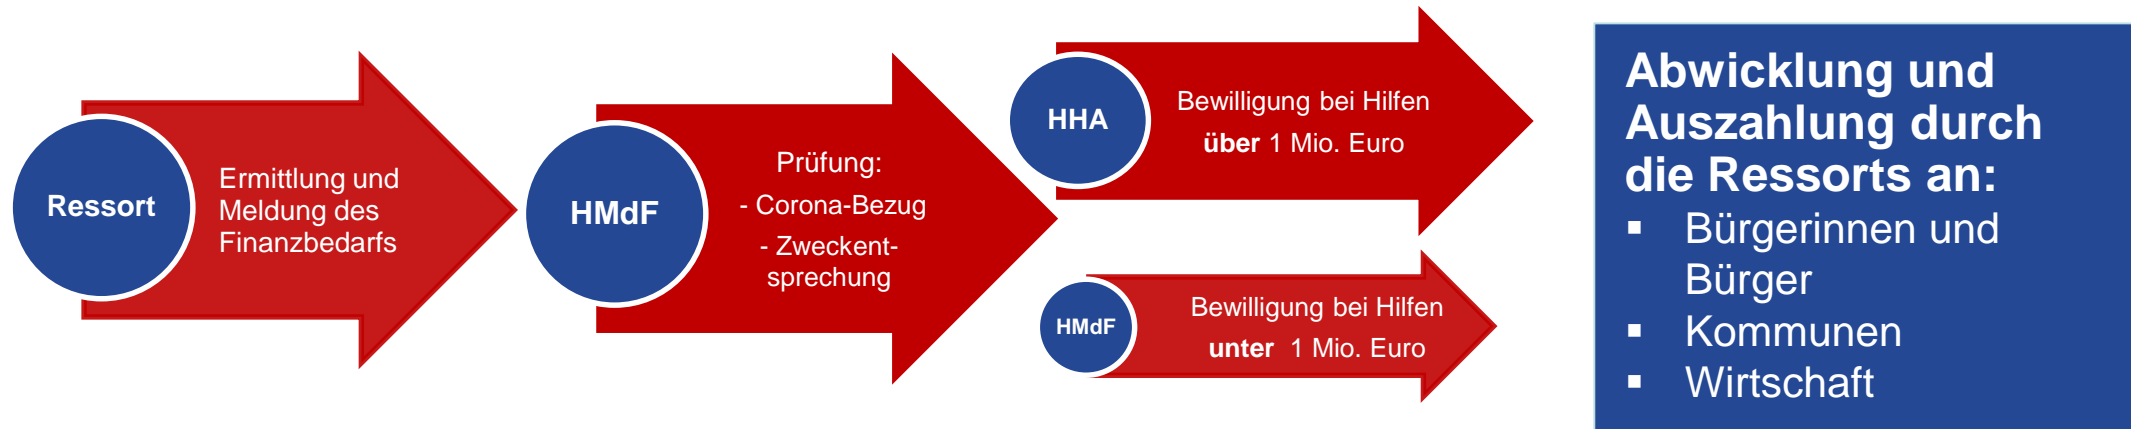 Ressort
Ermittlung und
Meldung des
Finanzbedarfs
HMdF
Prüfung:
- Corona-Bezug
- Zweckent-
sprechung
HHA
Bewilligung bei Hilfen
über 1 Mio. Euro
HMdF
Bewilligung bei Hilfen
unter 1 Mio. Euro
Abwicklung und
Auszahlung durch
die Ressorts an:
▪ Bürgerinnen und
Bürger
▪ Kommunen
▪ Wirtschaft